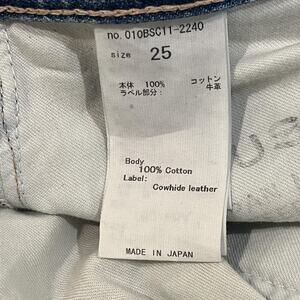 no. 010BSC11-2240
size 25
本体 100% コットン
ラベル部分: 牛革
Body
100% Cotton
Label:
Cowhide leather
MADE IN JAPAN